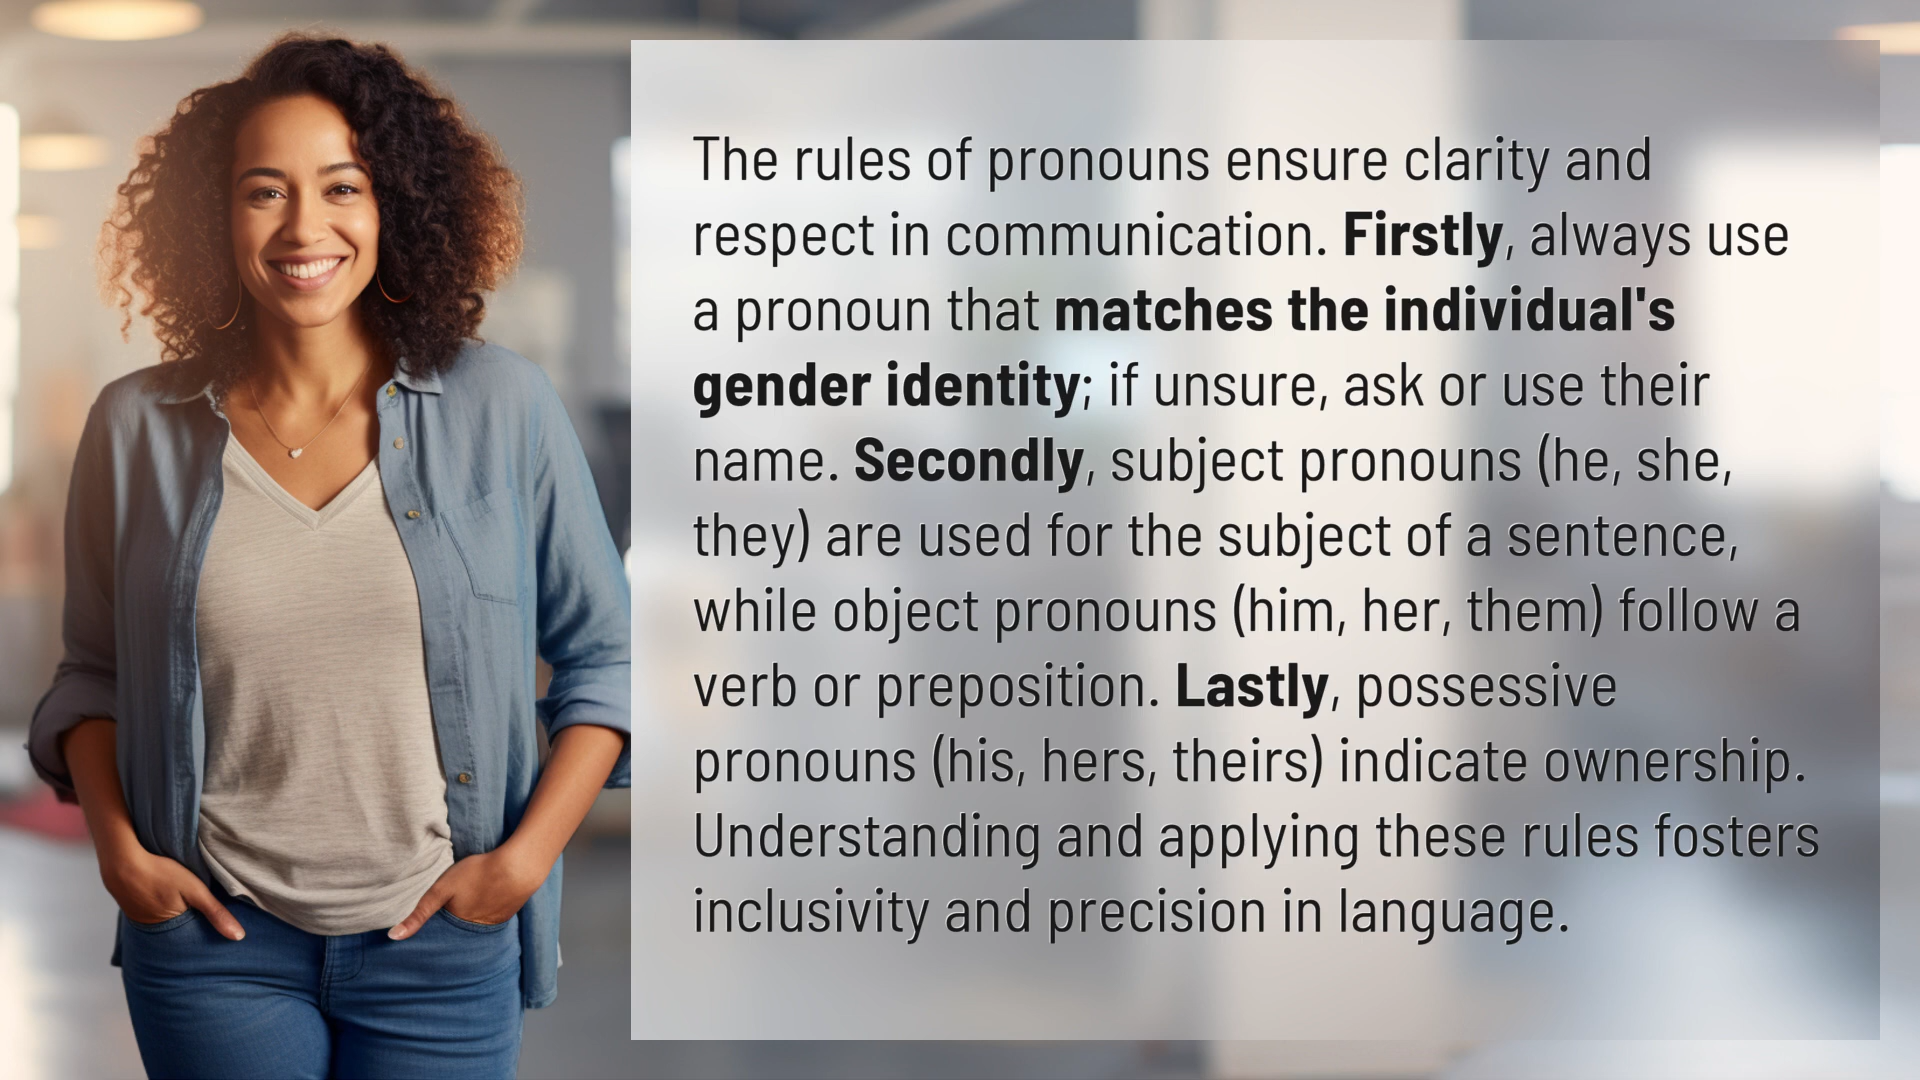 The rules of pronouns ensure clarity and
respect in communication. Firstly, always use
a pronoun that matches the individual's
gender identity; if unsure, ask or use their
name. Secondly, subject pronouns (he, she,
they) are used for the subject of a sentence,
while object pronouns (him, her, them) follow a
verb or preposition. Lastly, possessive
pronouns (his, hers, theirs) indicate ownership.
Understanding and applying these rules fosters
inclusivity and precision in language.